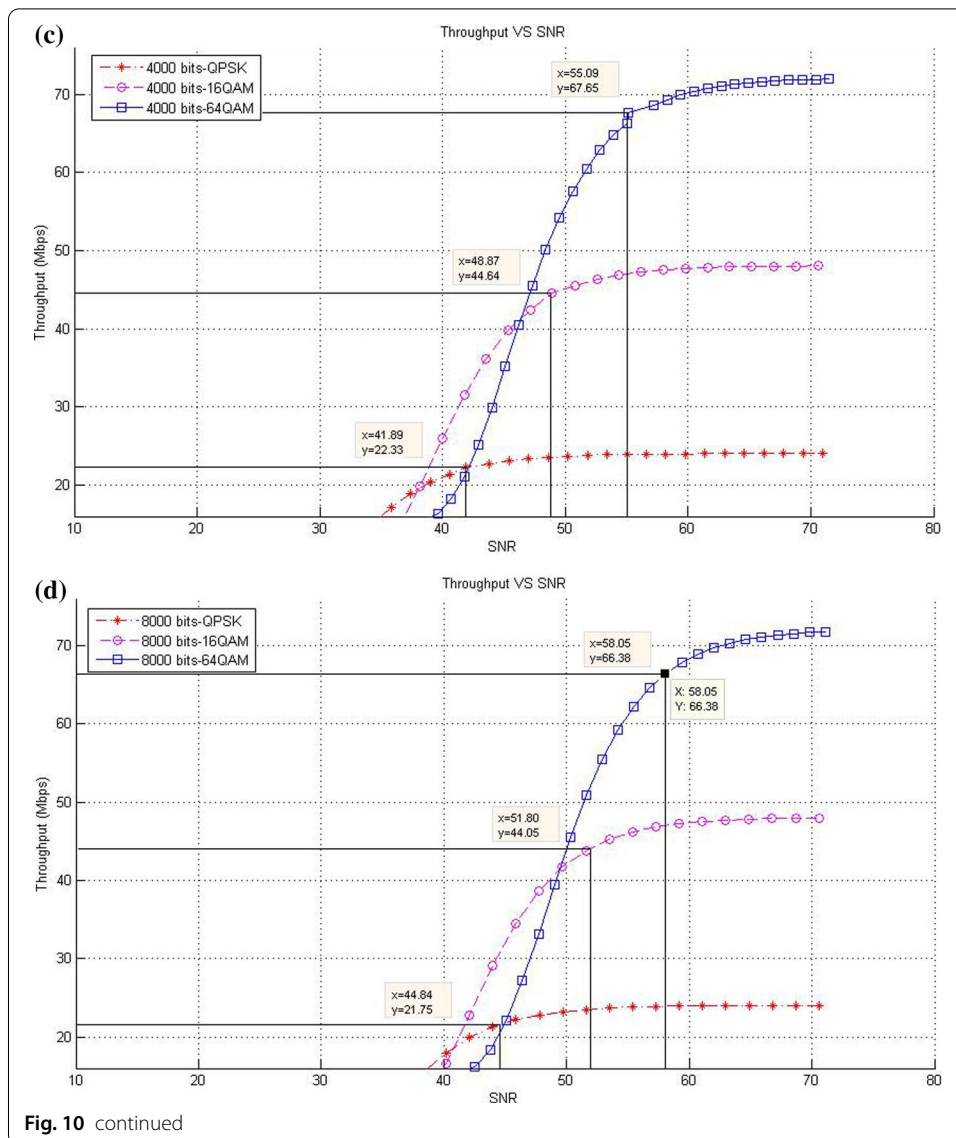 (c)
Throughput VS SNR
4000 bits-QPSK
4000 bits-16QAM
4000 bits-64QAM
x=55.09
y=67.65
x=48.87
y=44.64
x=41.89
y=22.33
Throughput (Mbps)
70
60
50
40
30
20
10 20 30 40 50 60 70 80
SNR
(d)
Throughput VS SNR
8000 bits-QPSK
8000 bits-16QAM
8000 bits-64QAM
x=58.05
y=66.38
X: 58.05
Y: 66.38
x=51.80
y=44.05
x=44.84
y=21.75
Throughput (Mbps)
70
60
50
40
30
20
10 20 30 40 50 60 70 80
SNR
Fig. 10 continued